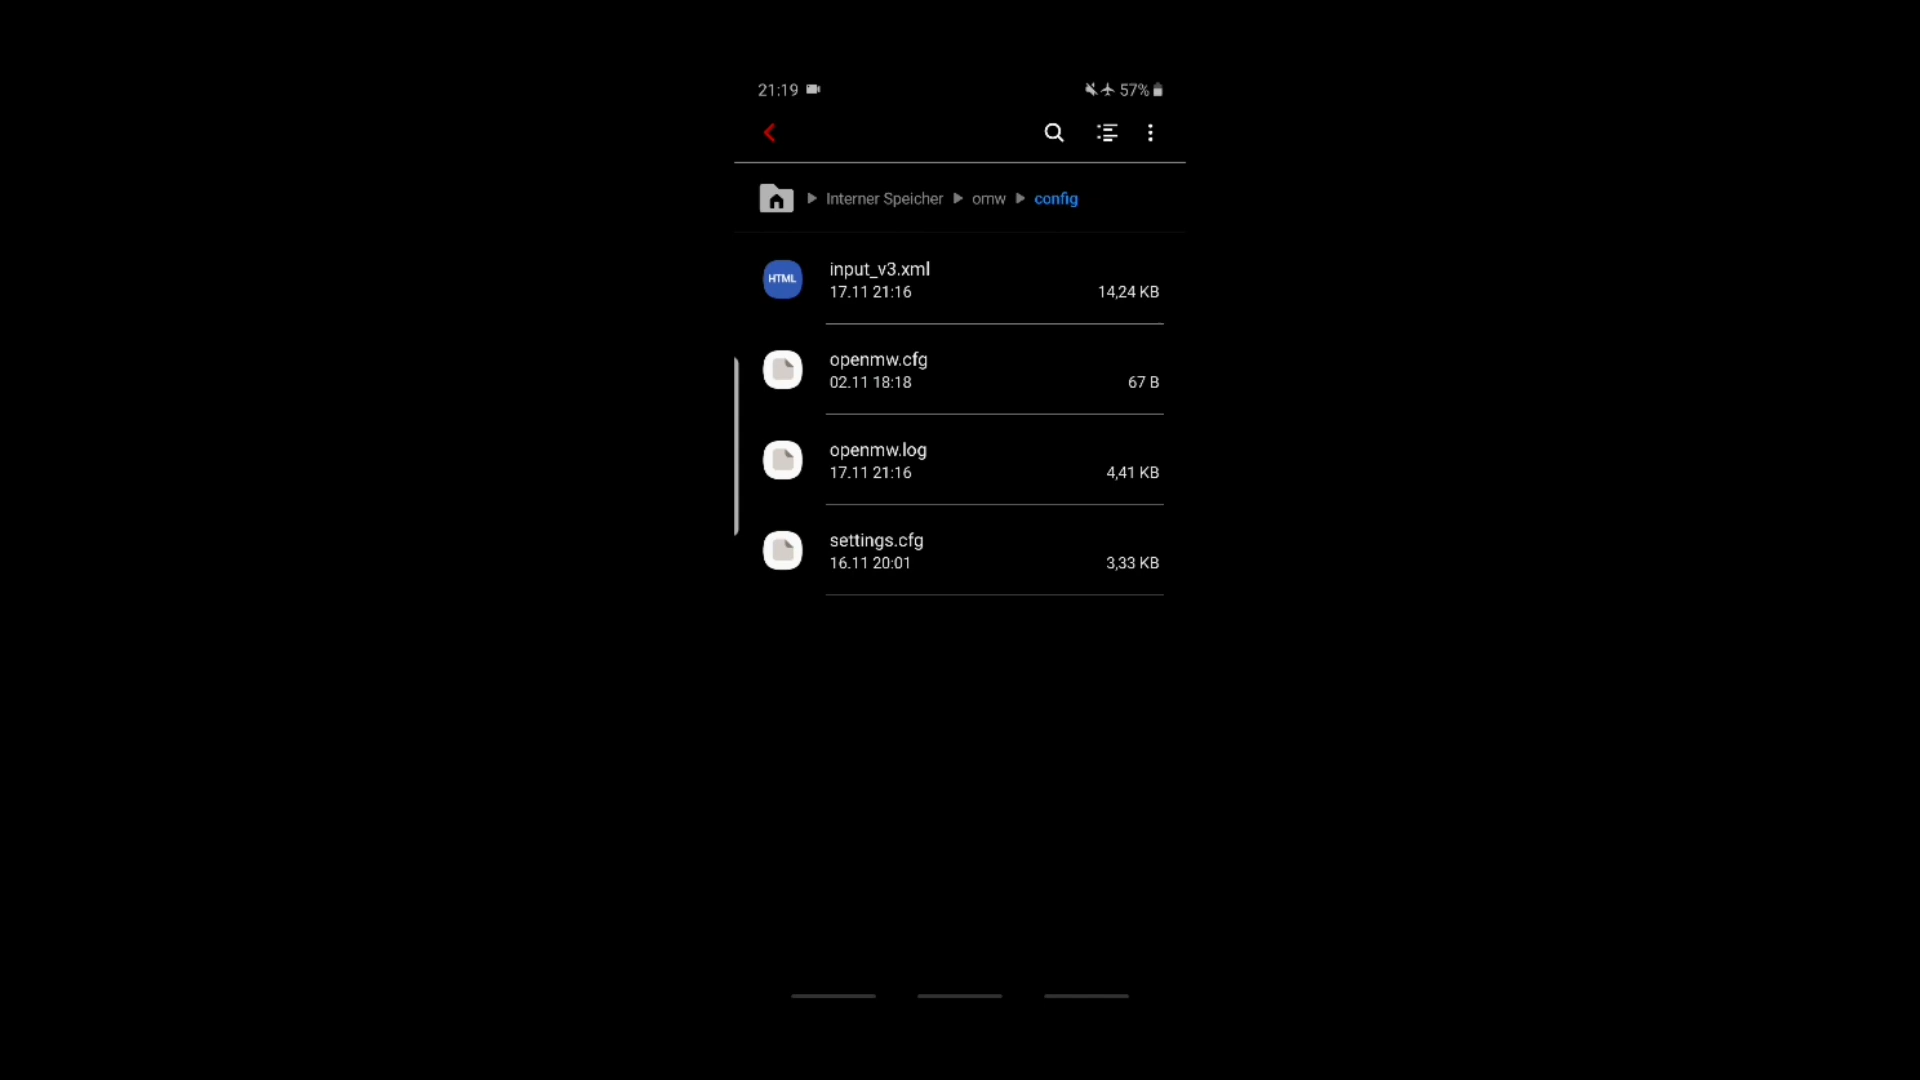 21:19 57%
Interner Speicher omw config
HTML input_v3.xml
17.11 21:16 14,24 KB
openmw.cfg
02.11 18:18 67 B
openmw.log
17.11 21:16 4,41 KB
settings.cfg
16.11 20:01 3,33 KB